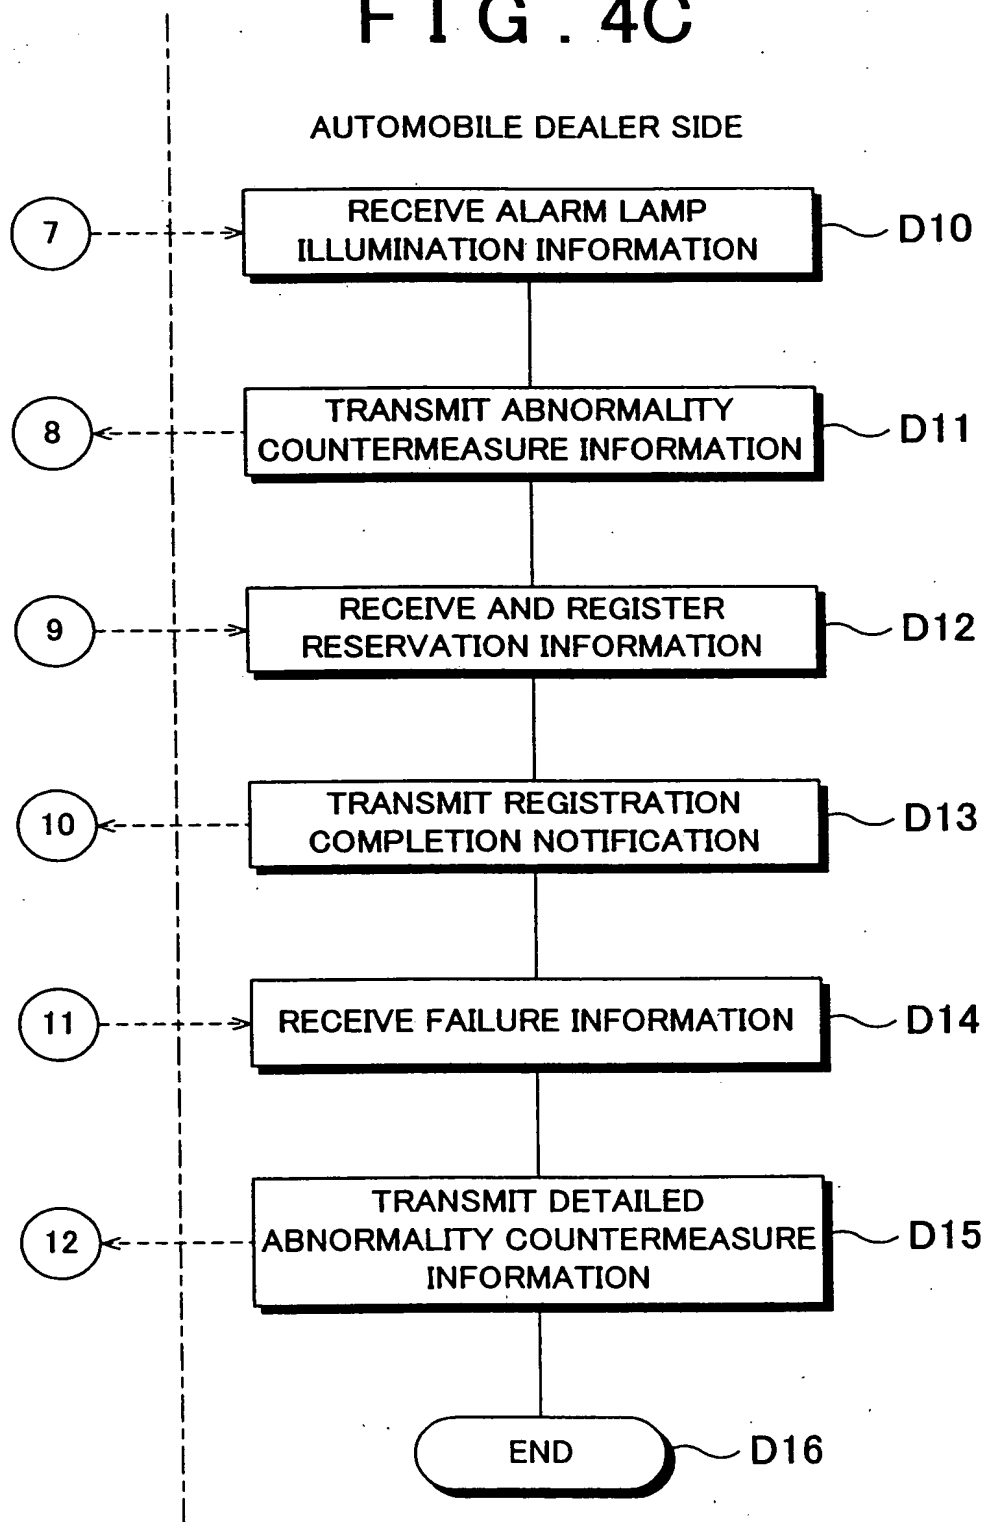 FIG. 4C
AUTOMOBILE DEALER SIDE
7
RECEIVE ALARM LAMP
ILLUMINATION INFORMATION
D10
8
TRANSMIT ABNORMALITY
COUNTERMEASURE INFORMATION
D11
9
RECEIVE AND REGISTER
RESERVATION INFORMATION
D12
10
TRANSMIT REGISTRATION
COMPLETION NOTIFICATION
D13
11
RECEIVE FAILURE INFORMATION
D14
12
TRANSMIT DETAILED
ABNORMALITY COUNTERMEASURE
INFORMATION
D15
END
D16